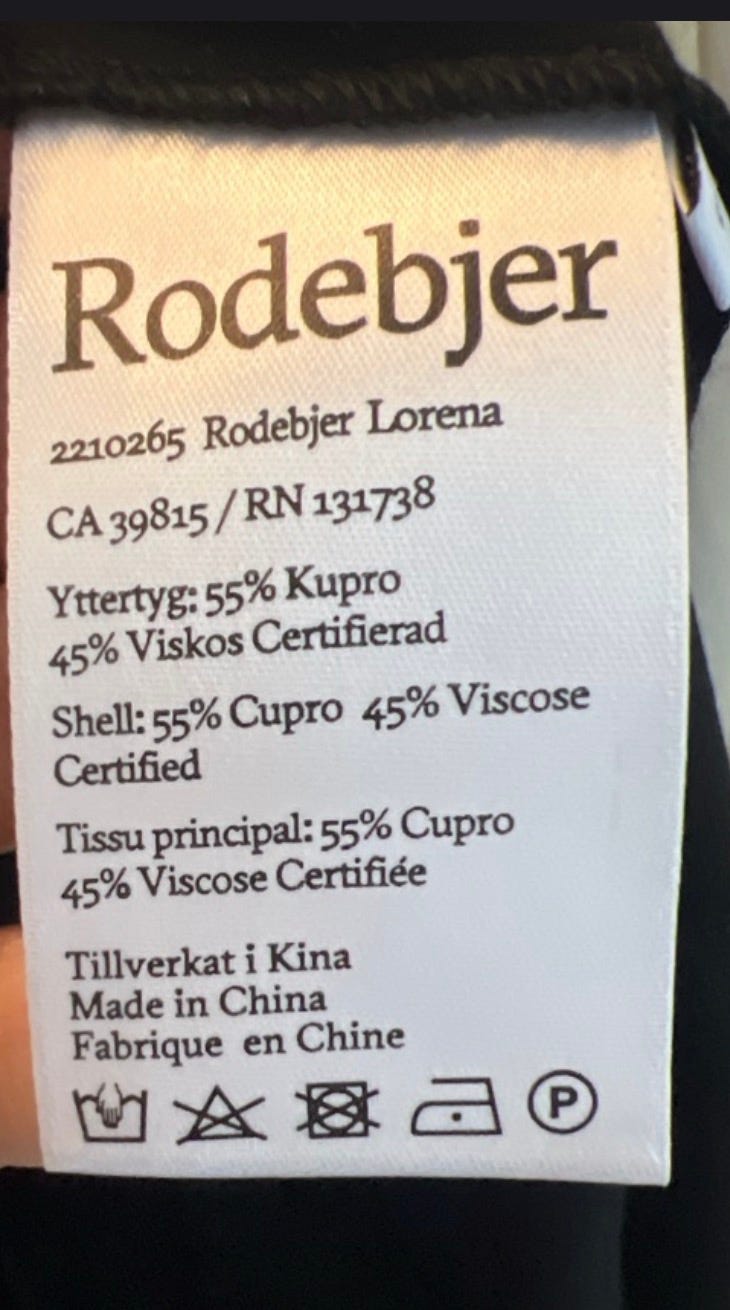 Rodebjer
2210265 Rodebjer Lorena
CA 39815 / RN 131738
Yttertyg: 55% Kupro
45% Viskos Certifierad
Shell: 55% Cupro 45% Viscose
Certified
Tissu principal: 55% Cupro
45% Viscose Certifiée
Tillverkat i Kina
Made in China
Fabrique en Chine
P